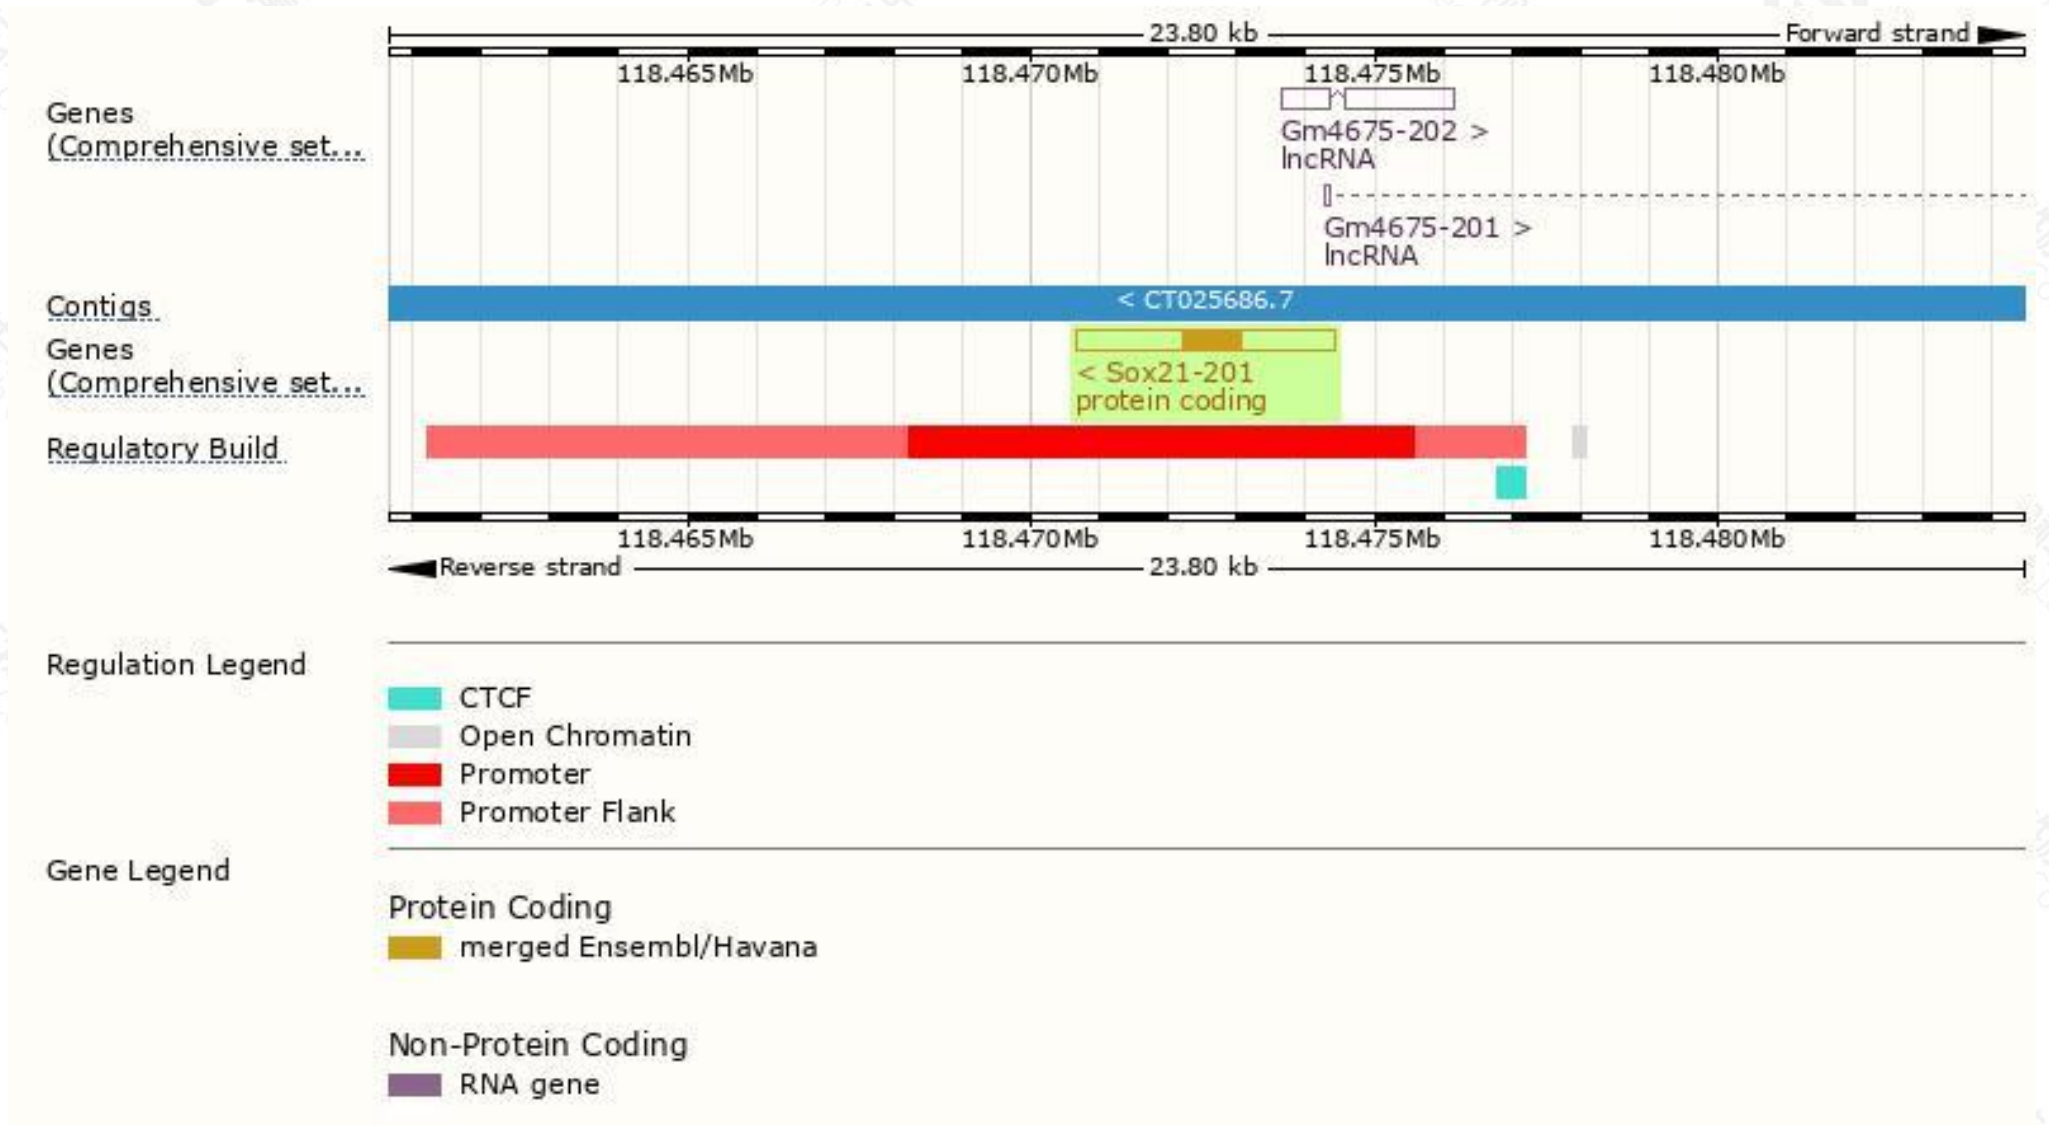 23.80 kb Forward strand
118.465Mb 118.470Mb 118.475Mb 118.480Mb
Genes
(Comprehensive set...
Gm4675-202 >
lncRNA
Gm4675-201 >
lncRNA
Contigs
< CT025686.7
Genes
(Comprehensive set...
< Sox21-201
protein coding
Regulatory Build
118.465Mb 118.470Mb 118.475Mb 118.480Mb
Reverse strand 23.80 kb
Regulation Legend
CTCF
Open Chromatin
Promoter
Promoter Flank
Gene Legend
Protein Coding
merged Ensembl/Havana
Non-Protein Coding
RNA gene